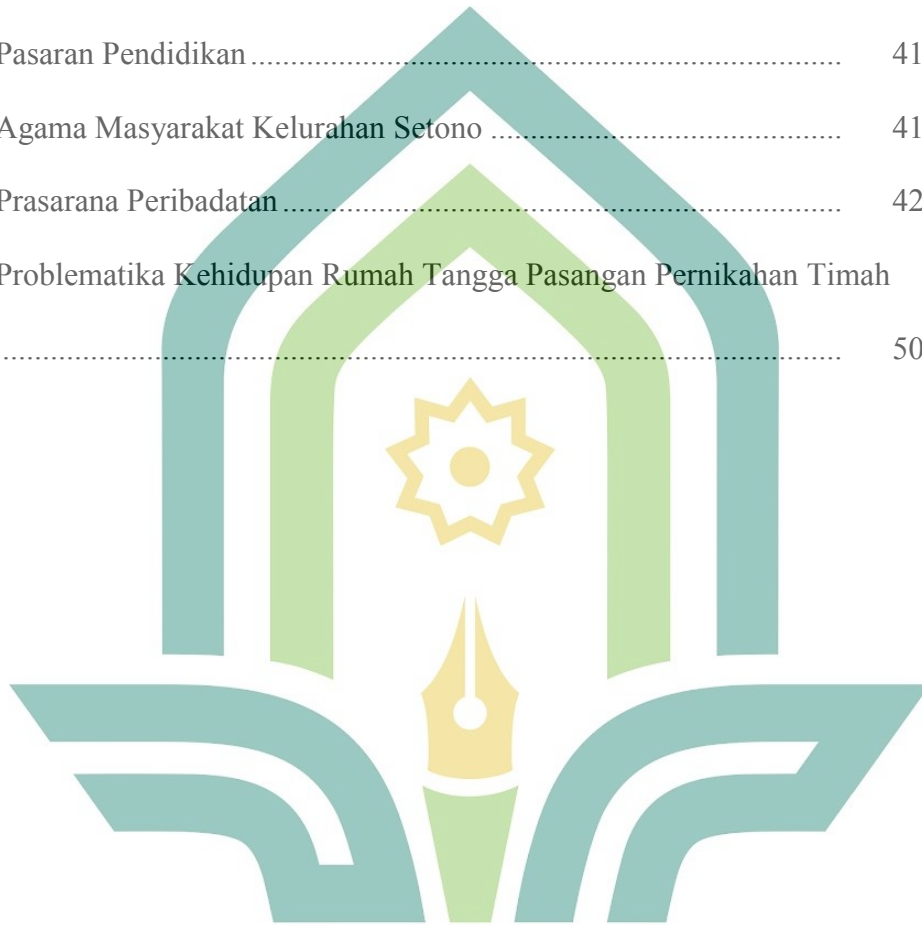 Pasaran Pendidikan ........................................................................... 41
Agama Masyarakat Kelurahan Setono ............................................. 41
Prasarana Peribadatan ....................................................................... 42
Problematika Kehidupan Rumah Tangga Pasangan Pernikahan Timah
........................................................................................................... 50